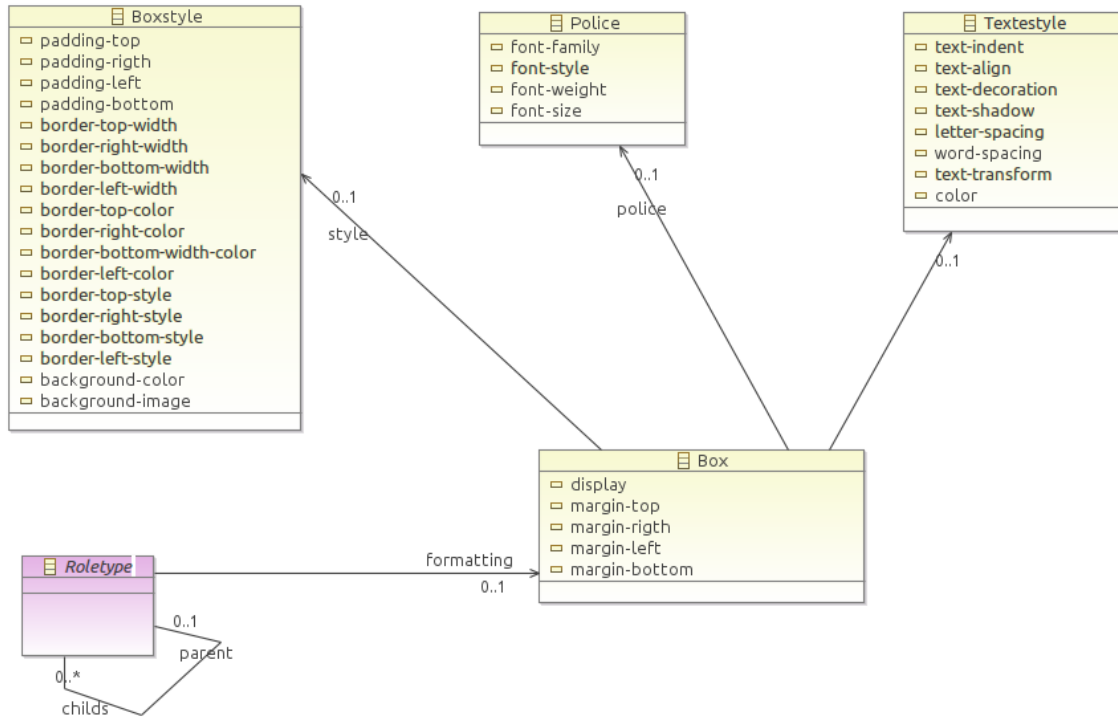 Boxstyle
padding-top
padding-rigth
padding-left
padding-bottom
border-top-width
border-right-width
border-bottom-width
border-left-width
border-top-color
border-right-color
border-bottom-width-color
border-left-color
border-top-style
border-right-style
border-bottom-style
border-left-style
background-color
background-image
Police
font-family
font-style
font-weight
font-size
Textestyle
text-indent
text-align
text-decoration
text-shadow
letter-spacing
word-spacing
text-transform
color
0..1
style
0..1
police
0..1
Box
display
margin-top
margin-rigth
margin-left
margin-bottom
Roletype
formatting
0..1
0..1
parent
0..*
childs